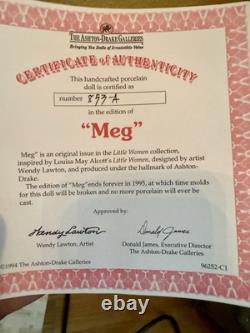 THE ASHTON-DRAKE GALLERIES
Bringing You Dolls of Irresistible Value
CERTIFICATE OF AUTHENTICITY
This handcrafted porcelain
doll is certified as
number 853-A
in the edition of
“Meg”
Meg” is an original issue in the Little Women collection,
inspired by Louisa May Alcott's Little Women, designed by artist
Wendy Lawton, and produced under the hallmark of Ashton-
Drake.
The edition of “Meg”ends forever in 1995, at which time molds
for this doll will be broken and no more porcelain will ever be
cast.
Approved by:
Wendy Lawton Donald James
Wendy Lawton, Artist Donald James, Executive Director
The Ashton-Drake Galleries
©1994 The Ashton-Drake Galleries 96252-C1